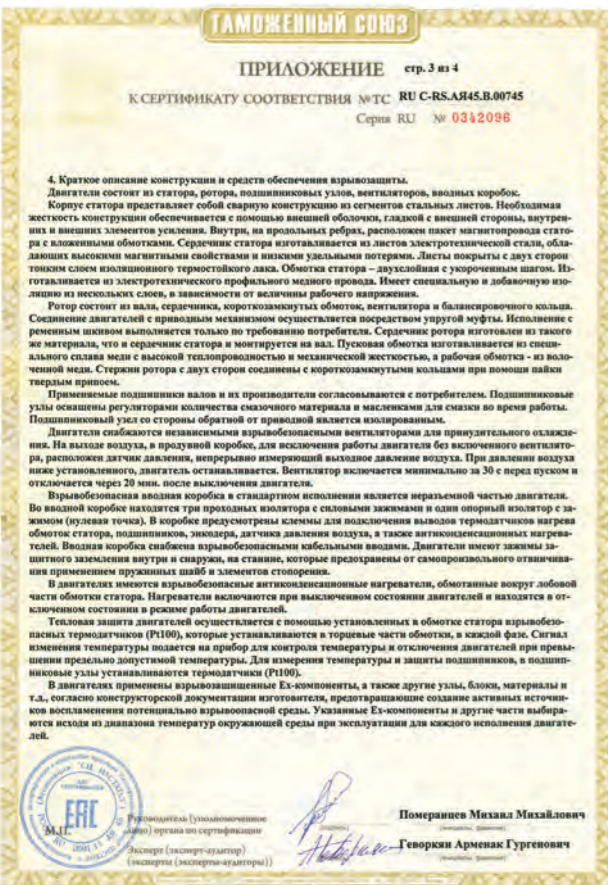 ТАМОЖЕННЫЙ СОЮЗ
ПРИЛОЖЕНИЕ стр. 3 из 4
К СЕРТИФИКАТУ СООТВЕТСТВИЯ №ТС RU C-RS.АЯ45.В.00745
Серия RU № 0342096
4. Краткое описание конструкции и средств обеспечения взрывозащиты.
Двигатели состоят из статора, ротора, подшипниковых узлов, вентиляторов, вводных коробок.
Корпус статора представляет собой сварную конструкцию из сегментов стальных листов. Необходимая
жесткость конструкции обеспечивается с помощью внешней оболочки, гладкой с внешней стороны, внутрен-
них и внешних элементов усиления. Внутри, на продольных ребрах, расположен пакет магнитопровода стато-
ра с вложенными обмотками. Сердечник статора изготавливается из листов электротехнической стали, обла-
дающих высокими магнитными свойствами и низкими удельными потерями. Листы покрыты с двух сторон
тонким слоем изоляционного термостойкого лака. Обмотка статора – двухслойная с укороченным шагом. Из-
готавливается из электротехнического профильного медного провода. Имеет специальную и добавочную изо-
ляцию из нескольких слоев, в зависимости от величины рабочего напряжения.
Ротор состоит из вала, сердечника, короткозамкнутых обмоток, вентилятора и балансировочного кольца.
Соединение двигателей с приводным механизмом осуществляется посредством упругой муфты. Исполнение с
ременным шкивом выполняется только по требованию потребителя. Сердечник ротора изготовлен из такого
же материала, что и сердечник статора и монтируется на вал. Пусковая обмотка изготавливается из специ-
ального сплава меди с высокой теплопроводностью и механической жесткостью, а рабочая обмотка - из воло-
ченной меди. Стержни ротора с двух сторон соединены с короткозамкнутыми кольцами при помощи пайки
твердым припоем.
Применяемые подшипники валов и их производители согласовываются с потребителем. Подшипниковые
узлы оснащены регуляторами количества смазочного материала и масленками для смазки во время работы.
Подшипниковый узел со стороны обратной от приводной является изолированным.
Двигатели снабжаются независимыми взрывобезопасными вентиляторами для принудительного охлажде-
ния. На выходе воздуха, в продувной коробке, для исключения работы двигателя без включенного вентилято-
ра, расположен датчик давления, непрерывно измеряющий выходное давление воздуха. При давлении воздуха
ниже установленного, двигатель останавливается. Вентилятор включается минимально за 30 с перед пуском и
отключается через 20 мин. после выключения двигателя.
Взрывобезопасная вводная коробка в стандартном исполнении является неразъемной частью двигателя.
Во вводной коробке находятся три проходных изолятора с силовыми зажимами и один опорный изолятор с за-
жимом (нулевая точка). В коробке предусмотрены клеммы для подключения выводов термодатчиков нагрева
обмоток статора, подшипников, энкодера, датчика давления воздуха, а также антиконденсационных нагрева-
телей. Вводная коробка снабжена взрывобезопасными кабельными вводами. Двигатели имеют зажимы за-
щитного заземления внутри и снаружи, на станине, которые предохранены от самопроизвольного отвинчива-
ния применением пружинных шайб и элементов стопорения.
В двигателях имеются взрывобезопасные антиконденсационные нагреватели, обмотанные вокруг лобовой
части обмотки статора. Нагреватели включаются при выключенном состоянии двигателей и находятся в от-
ключенном состоянии в режиме работы двигателей.
Тепловая защита двигателей осуществляется с помощью установленных в обмотке статора взрывобезо-
пасных термодатчиков (Pt100), которые устанавливаются в торцевые части обмотки, в каждой фазе. Сигнал
изменения температуры подается на прибор для контроля температуры и отключения двигателей при превы-
шении предельно допустимой температуры. Для измерения температуры и защиты подшипников, в подшип-
никовые узлы устанавливаются термодатчики (Pt100).
В двигателях применены взрывозащищенные Ex-компоненты, а также другие узлы, блоки, материалы и
т.д., согласно конструкторской документации изготовителя, предотвращающие создание активных источни-
ков воспламенения потенциально взрывоопасной среды. Указанные Ex-компоненты и другие части выбира-
ются исходя из диапазона температур окружающей среды при эксплуатации для каждого исполнения двигате-
лей.
ЕАС
М.П.
Руководитель (уполномоченное
лицо) органа по сертификации
Померанцев Михаил Михайлович
Эксперт (эксперт-аудитор)
(эксперты (эксперты-аудиторы))
Геворкян Арменак Гургенович